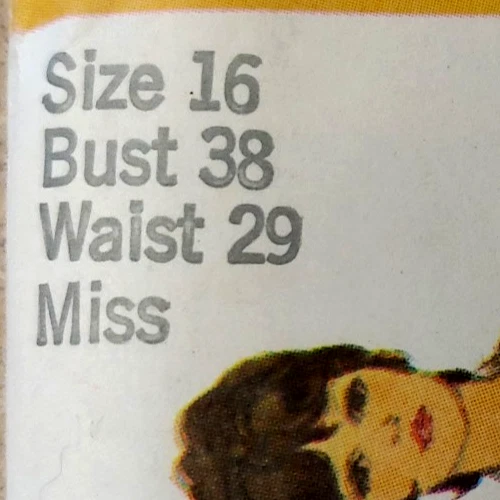 Size 16
Bust 38
Waist 29
Miss